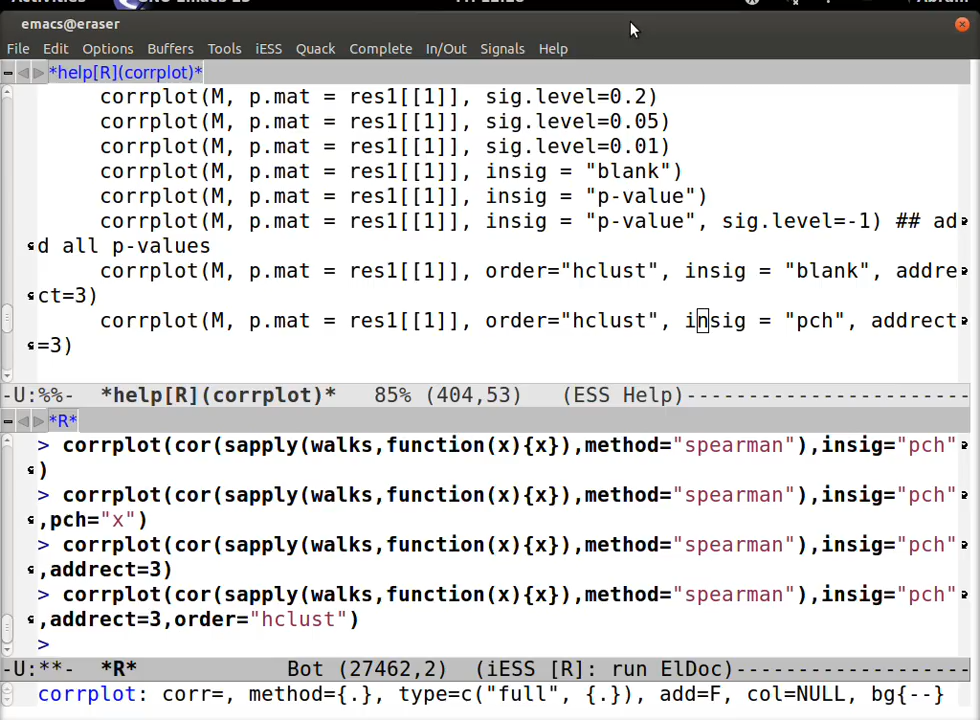 emacs@eraser
File Edit Options Buffers Tools iESS Quack Complete In/Out Signals Help
*help[R](corrplot)*
corrplot(M, p.mat = res1[[1]], sig.level=0.2)
corrplot(M, p.mat = res1[[1]], sig.level=0.05)
corrplot(M, p.mat = res1[[1]], sig.level=0.01)
corrplot(M, p.mat = res1[[1]], insig = "blank")
corrplot(M, p.mat = res1[[1]], insig = "p-value")
corrplot(M, p.mat = res1[[1]], insig = "p-value", sig.level=-1) ## ad
d all p-values
corrplot(M, p.mat = res1[[1]], order="hclust", insig = "blank", addre
ct=3)
corrplot(M, p.mat = res1[[1]], order="hclust", insig = "pch", addrect
=3)
-U:%%-  *help[R](corrplot)*   85% (404,53)   (ESS Help)------------------------
*R*
> corrplot(cor(sapply(walks,function(x){x}),method="spearman"),insig="pch"
)
> corrplot(cor(sapply(walks,function(x){x}),method="spearman"),insig="pch"
,pch="x")
> corrplot(cor(sapply(walks,function(x){x}),method="spearman"),insig="pch"
,addrect=3)
> corrplot(cor(sapply(walks,function(x){x}),method="spearman"),insig="pch"
,addrect=3,order="hclust")
>
-U:**-  *R*          Bot (27462,2)  (iESS [R]: run ElDoc)-------------------
corrplot: corr=, method={.}, type=c("full", {.}), add=F, col=NULL, bg{--}